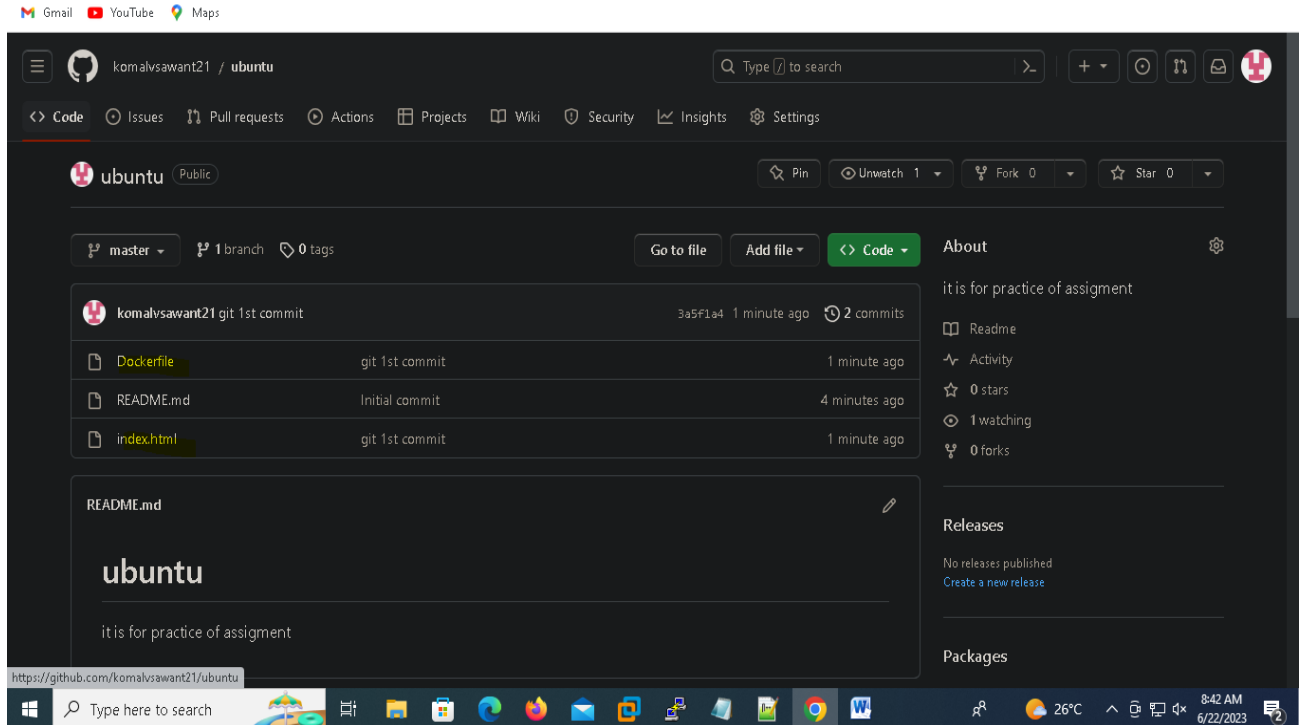 Gmail YouTube Maps
komalvsawant21 / ubuntu Type / to search
Code Issues Pull requests Actions Projects Wiki Security Insights Settings
ubuntu Public Pin Unwatch 1 Fork 0 Star 0
master 1 branch 0 tags Go to file Add file Code
komalvsawant21 git 1st commit 3a5f1a4 1 minute ago 2 commits
Dockerfile git 1st commit 1 minute ago
README.md Initial commit 4 minutes ago
index.html git 1st commit 1 minute ago
README.md
ubuntu
it is for practice of assigment
About
it is for practice of assigment
Readme
Activity
0 stars
1 watching
0 forks
Releases
No releases published
Create a new release
Packages
https://github.com/komalvsawant21/ubuntu
Type here to search 26°C 8:42 AM
6/22/2023 2